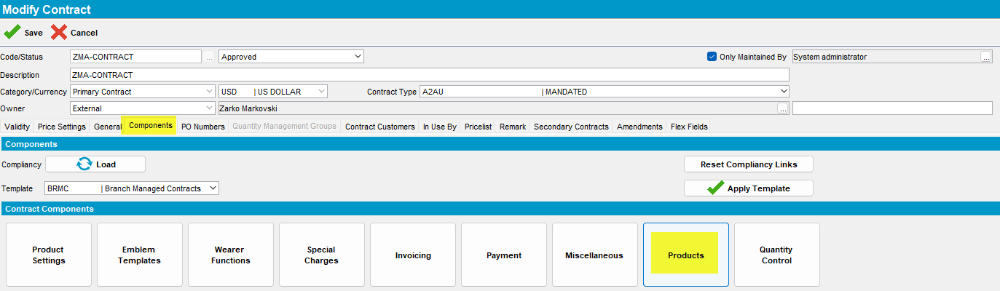 Modify Contract
Save Cancel
Code/Status ZMA-CONTRACT ... Approved Only Maintained By System administrator ...
Description ZMA-CONTRACT
Category/Currency Primary Contract USD | US DOLLAR Contract Type A2AU | MANDATED
Owner External Zarko Markovski ...
Validity Price Settings General Components PO Numbers Quantity Management Groups Contract Customers In Use By Pricelist Remark Secondary Contracts Amendments Flex Fields
Components
Compliancy Load Reset Compliancy Links
Template BRMC | Branch Managed Contracts Apply Template
Contract Components
Product Settings
Emblem Templates
Wearer Functions
Special Charges
Invoicing
Payment
Miscellaneous
Products
Quantity Control